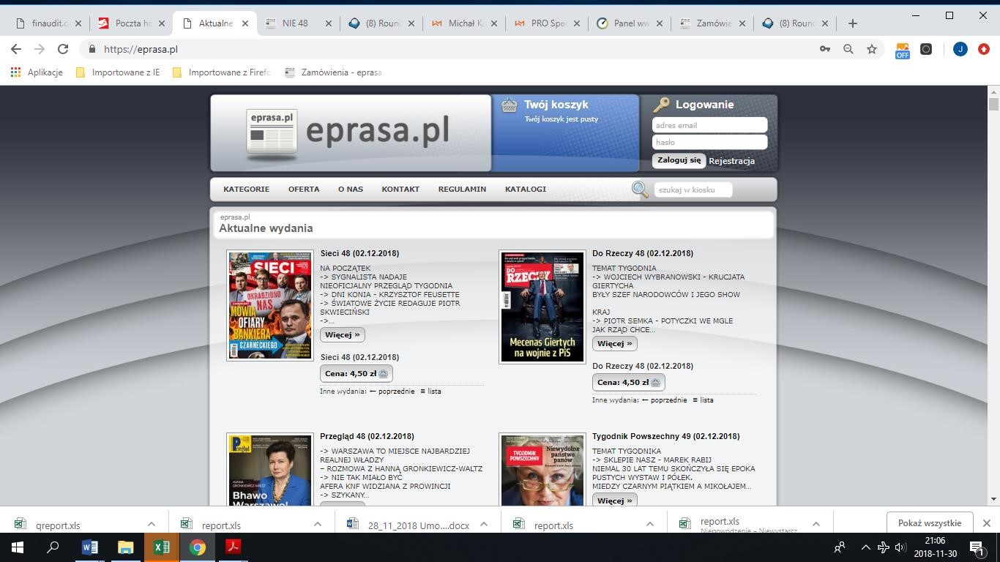 finaudit.c
Poczta ho
Aktualne
NIE 48
(8) Roun
Michał K
PRO Spe
Panel ww
Zamówie
(8) Roun
https://eprasa.pl
OFF
J
Aplikacje
Importowane z IE
Importowane z Firefo
Zamówienia - eprasa
eprasa.pl
eprasa.pl
Twój koszyk
Twój koszyk jest pusty
Logowanie
adres email
hasło
Zaloguj się
Rejestracja
KATEGORIE
OFERTA
O NAS
KONTAKT
REGULAMIN
KATALOGI
szukaj w kiosku
eprasa.pl
Aktualne wydania
SIECI
OKRADZIONO
NAS
MÓWIĄ
OFIARY
BANKIERA
CZARNECKIEGO
Sieci 48 (02.12.2018)
NA POCZĄTEK
-> SYGNALISTA NADAJE
NIEOFICJALNY PRZEGLĄD TYGODNIA
-> DNI KONIA - KRZYSZTOF FEUSETTE
-> ŚWIATOWE ŻYCIE REDAGUJE PIOTR
SKWIECIŃSKI
->...
Więcej »
Sieci 48 (02.12.2018)
Cena: 4,50 zł
Inne wydania: ← poprzednie ≡ lista
DO
RZECZY
Mecenas Giertych
na wojnie z PiS
Do Rzeczy 48 (02.12.2018)
TEMAT TYGODNIA
-> WOJCIECH WYBRANOWSKI - KRUCJATA
GIERTYCHA
BYŁY SZEF NARODOWCÓW I JEGO SHOW
KRAJ
-> PIOTR SEMKA - POTYCZKI WE MGLE
JAK RZĄD CHCE...
Więcej »
Do Rzeczy 48 (02.12.2018)
Cena: 4,50 zł
Inne wydania: ← poprzednie ≡ lista
Przegląd
HANNA
GRONKIEWICZ-WALTZ
Bhawo
Warszawo!
Przegląd 48 (02.12.2018)
-> WARSZAWA TO MIEJSCE NAJBARDZIEJ
REALNEJ WŁADZY
– ROZMOWA Z HANNĄ GRONKIEWICZ-WALTZ
-> NIE TAK MIAŁO BYĆ
AFERA KNF WIDZIANA Z PROWINCJI
-> SZYKANY...
TYGODNIK
POWSZECHNY
Niewydolne
państwo
panów
Tygodnik Powszechny 49 (02.12.2018)
TEMAT TYGODNIKA
-> SKLEPIE NASZ - MAREK RABIJ
NIEMAL 30 LAT TEMU SKOŃCZYŁA SIĘ EPOKA
PUSTYCH WYSTAW I PÓŁEK.
MIEDZY CZARNYM PIĄTKIEM A MIKOŁAJEM...
Więcej »
qreport.xls
report.xls
28_11_2018 Umo....docx
report.xls
report.xls
Niepowodzenie – Niewystarcz
Pokaż wszystkie
21:06
2018-11-30
1